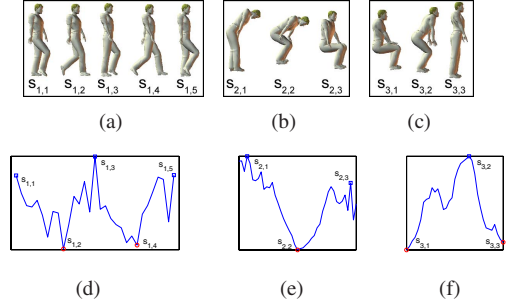 S1,1 S1,2 S1,3 S1,4 S1,5
S2,1 S2,2 S2,3
S3,1 S3,2 S3,3
(a) (b) (c)
s1,1 s1,2 s1,3 s1,4 s1,5
s2,1 s2,2 s2,3
s3,1 s3,2 s3,3
(d) (e) (f)